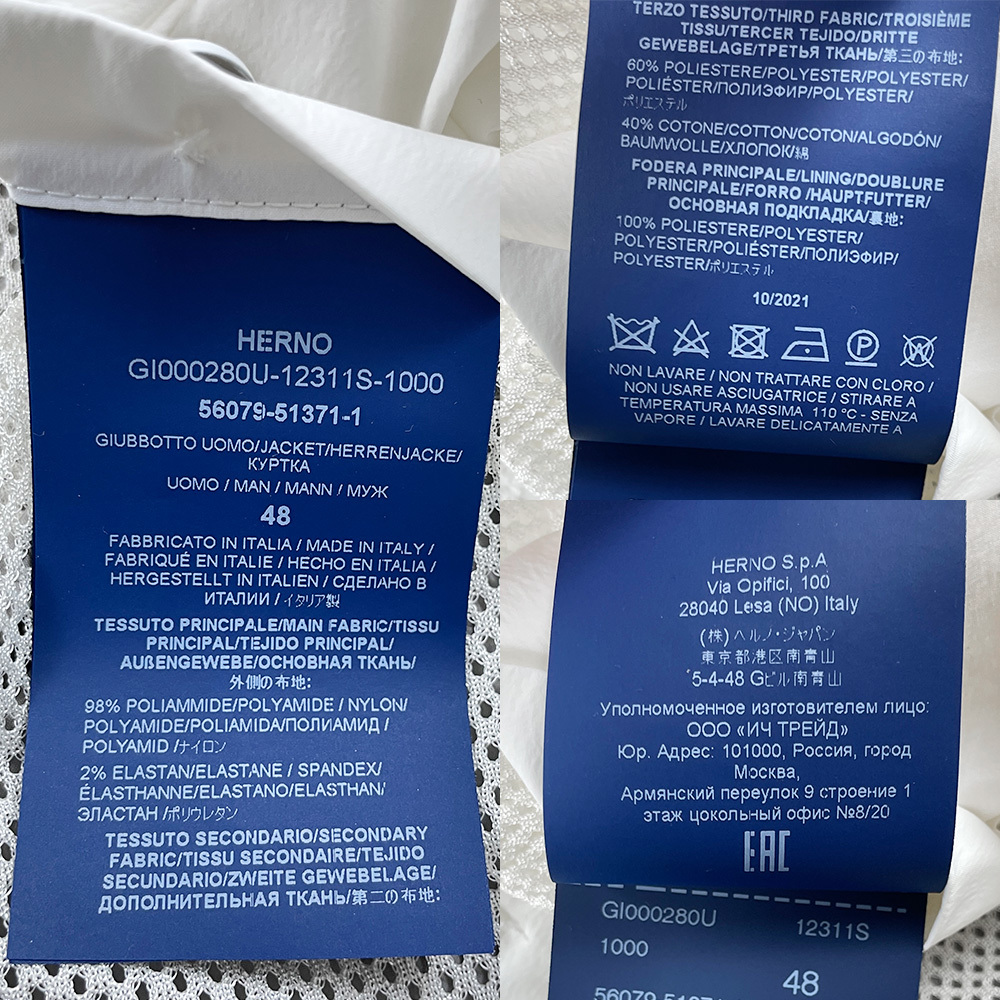 HERNO
GI000280U-12311S-1000
56079-51371-1
GIUBBOTTO UOMO/JACKET/HERRENJACKE/
КУРТКА
UOMO / MAN / MANN / МУЖ
48
FABBRICATO IN ITALIA / MADE IN ITALY /
FABRIQUÉ EN ITALIE / HECHO EN ITALIA /
HERGESTELLT IN ITALIEN / СДЕЛАНО В
ИТАЛИИ / イタリア製
TESSUTO PRINCIPALE/MAIN FABRIC/TISSU
PRINCIPAL/TEJIDO PRINCIPAL/
AUßENGEWEBE/ОСНОВНАЯ ТКАНЬ/
外側の布地:
98% POLIAMMIDE/POLYAMIDE / NYLON/
POLYAMIDE/POLIAMIDA/ПОЛИАМИД /
POLYAMID /ナイロン
2% ELASTAN/ELASTANE / SPANDEX/
ÉLASTHANNE/ELASTANO/ELASTHAN/
ЭЛАСТАН /ポリウレタン
TESSUTO SECONDARIO/SECONDARY
FABRIC/TISSU SECONDAIRE/TEJIDO
SECUNDARIO/ZWEITE GEWEBELAGE/
ДОПОЛНИТЕЛЬНАЯ ТКАНЬ/第二の布地:
TERZO TESSUTO/THIRD FABRIC/TROISIÈME
TISSU/TERCER TEJIDO/DRITTE
GEWEBELAGE/ТРЕТЬЯ ТКАНЬ/第三の布地:
60% POLIESTERE/POLYESTER/POLYESTER/
POLIÉSTER/ПОЛИЭФИР/POLYESTER/
ポリエステル
40% COTONE/COTTON/COTON/ALGODÓN/
BAUMWOLLE/ХЛОПОК/綿
FODERA PRINCIPALE/LINING/DOUBLURE
PRINCIPALE/FORRO /HAUPTFUTTER/
ОСНОВНАЯ ПОДКЛАДКА/裏地:
100% POLIESTERE/POLYESTER/
POLYESTER/POLIÉSTER/ПОЛИЭФИР/
POLYESTER/ポリエステル
10/2021
NON LAVARE / NON TRATTARE CON CLORO /
NON USARE ASCIUGATRICE / STIRARE A
TEMPERATURA MASSIMA 110 °C - SENZA
VAPORE / LAVARE DELICATAMENTE A
HERNO S.p.A
Via Opifici, 100
28040 Lesa (NO) Italy
(株) ヘルノ・ジャパン
東京都港区南青山
5-4-48 Gビル南青山
Уполномоченное изготовителем лицо:
ООО «ИЧ ТРЕЙД»
Юр. Адрес: 101000, Россия, город
Москва,
Армянский переулок 9 строение 1
этаж цокольный офис №8/20
EAC
GI000280U 12311S
1000 48
56079-51371-1